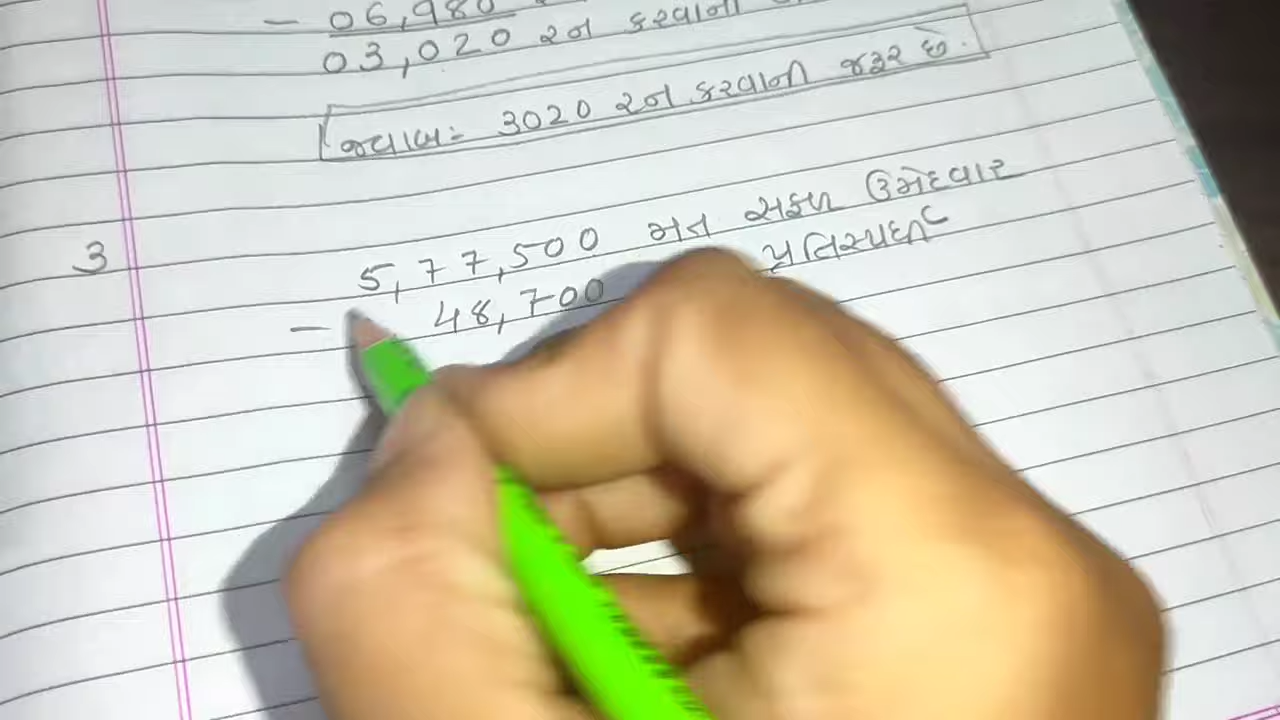 - 06,980
03,020 રન કરવાની
જવાબ:- 3020 રન કરવાની જરૂર છે.
3 5,77,500 મત સફળ ઉમેદવાર
- 48,700 પ્રતિસ્પર્ધી